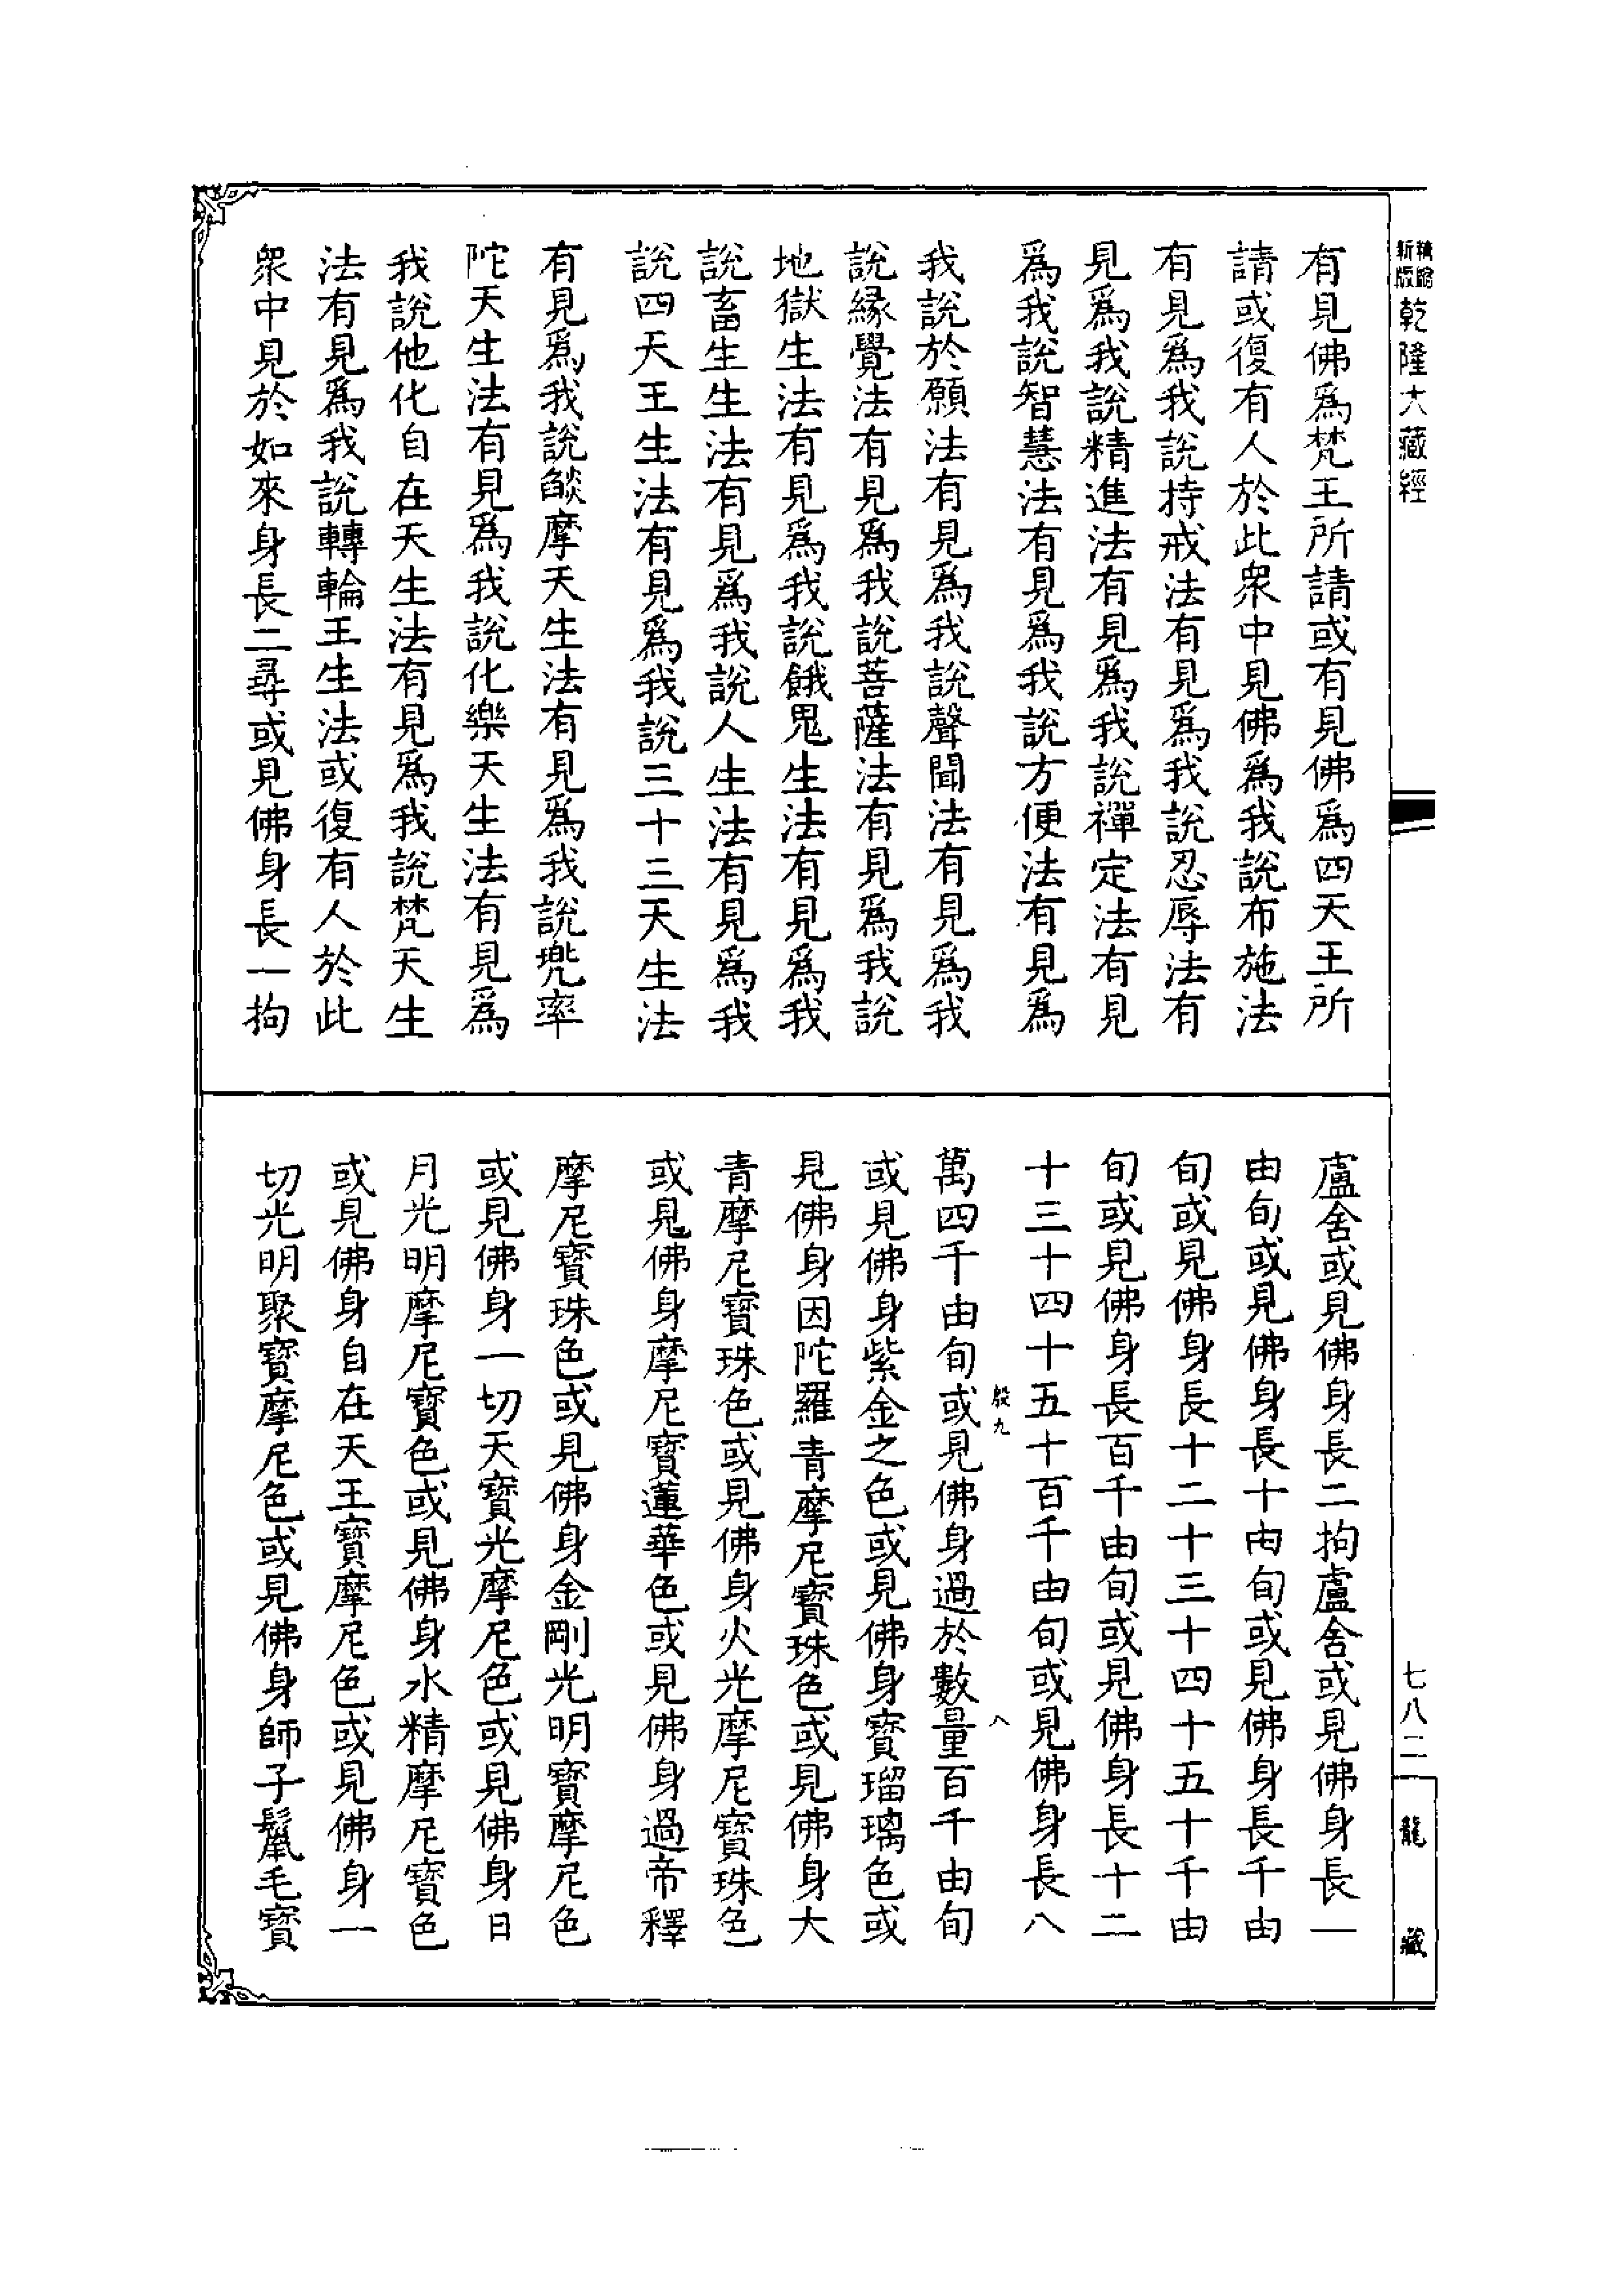 新版精縮乾隆大藏經
有見佛爲梵王所請或有見佛爲四天王所
請或復有人於此衆中見佛爲我說布施法
有見爲我說持戒法有見爲我說忍辱法有
見爲我說精進法有見爲我說禪定法有見
爲我說智慧法有見爲我說方便法有見爲
我說於願法有見爲我說聲聞法有見爲我
說緣覺法有見爲我說菩薩法有見爲我說
地獄生法有見爲我說餓鬼生法有見爲我
說畜生生法有見爲我說人生法有見爲我
說四天王生法有見爲我說三十三天生法
有見爲我說燄摩天生法有見爲我說兜率
陀天生法有見爲我說化樂天生法有見爲
我說他化自在天生法有見爲我說梵天生
法有見爲我說轉輪王生法或復有人於此
衆中見於如來身長二尋或見佛身長一拘
盧舍或見佛身長二拘盧舍或見佛身長一
由旬或見佛身長十由旬或見佛身長千由
旬或見佛身長十二十三十四十五十千由
旬或見佛身長百千由旬或見佛身長十二
十三十四十五十百千由旬或見佛身長八
殷九
八
萬四千由旬或見佛身過於數量百千由旬
或見佛身紫金之色或見佛身寶瑠璃色或
見佛身因陀羅青摩尼寶珠色或見佛身大
青摩尼寶珠色或見佛身火光摩尼寶珠色
或見佛身摩尼寶蓮華色或見佛身過帝釋
摩尼寶珠色或見佛身金剛光明寶摩尼色
或見佛身一切天寶光摩尼色或見佛身日
月光明摩尼寶色或見佛身水精摩尼寶色
或見佛身自在天王寶摩尼色或見佛身一
切光明聚寶摩尼色或見佛身師子鬣毛寶
七八二
龍藏